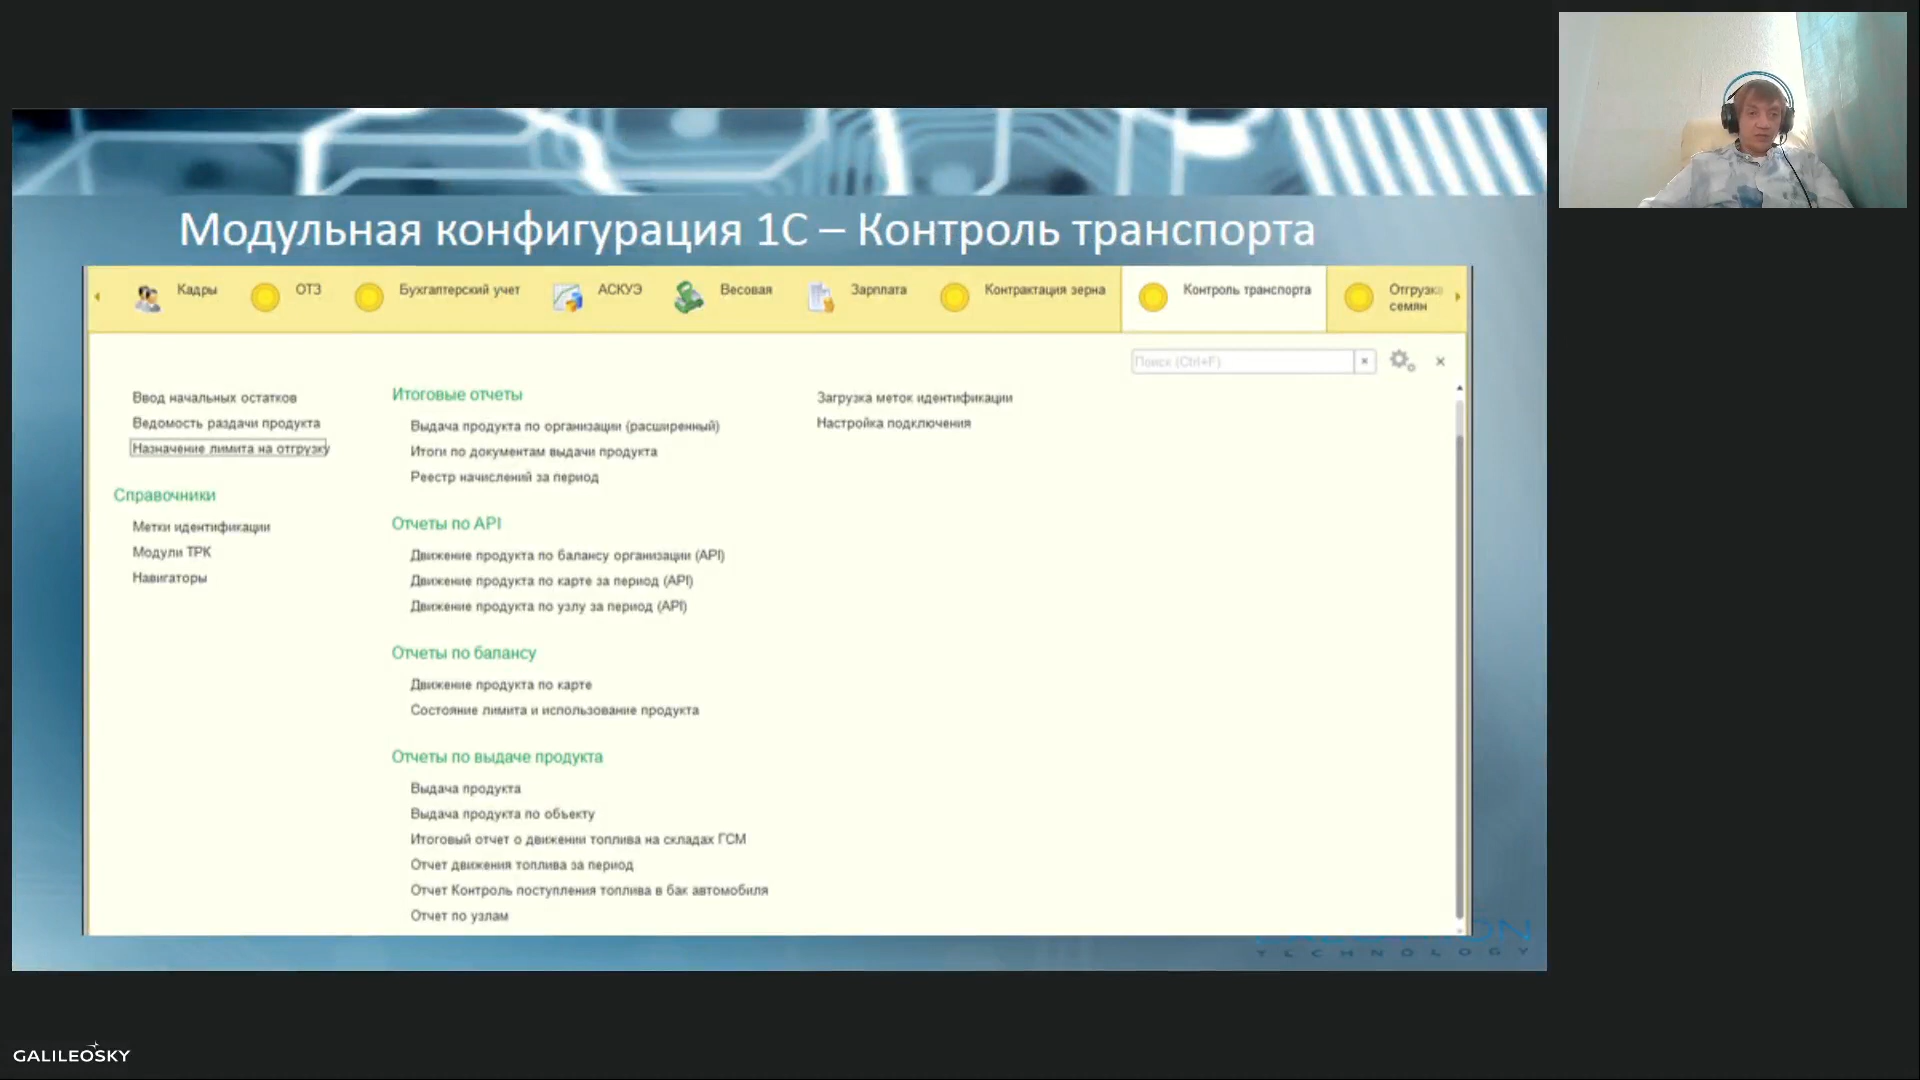 Модульная конфигурация 1С – Контроль транспорта
Кадры
ОТЗ
Бухгалтерский учет
АСКУЭ
Весовая
Зарплата
Контрактация зерна
Контроль транспорта
Отгрузка
семян
Поиск (Ctrl+F)
Ввод начальных остатков
Ведомость раздачи продукта
Назначение лимита на отгрузку
Справочники
Метки идентификации
Модули ТРК
Навигаторы
Итоговые отчеты
Выдача продукта по организации (расширенный)
Итоги по документам выдачи продукта
Реестр начислений за период
Отчеты по API
Движение продукта по балансу организации (API)
Движение продукта по карте за период (API)
Движение продукта по узлу за период (API)
Отчеты по балансу
Движение продукта по карте
Состояние лимита и использование продукта
Отчеты по выдаче продукта
Выдача продукта
Выдача продукта по объекту
Итоговый отчет о движении топлива на складах ГСМ
Отчет движения топлива за период
Отчет Контроль поступления топлива в бак автомобиля
Отчет по узлам
Загрузка меток идентификации
Настройка подключения
TECHNOLOGY
GALILEOSKY